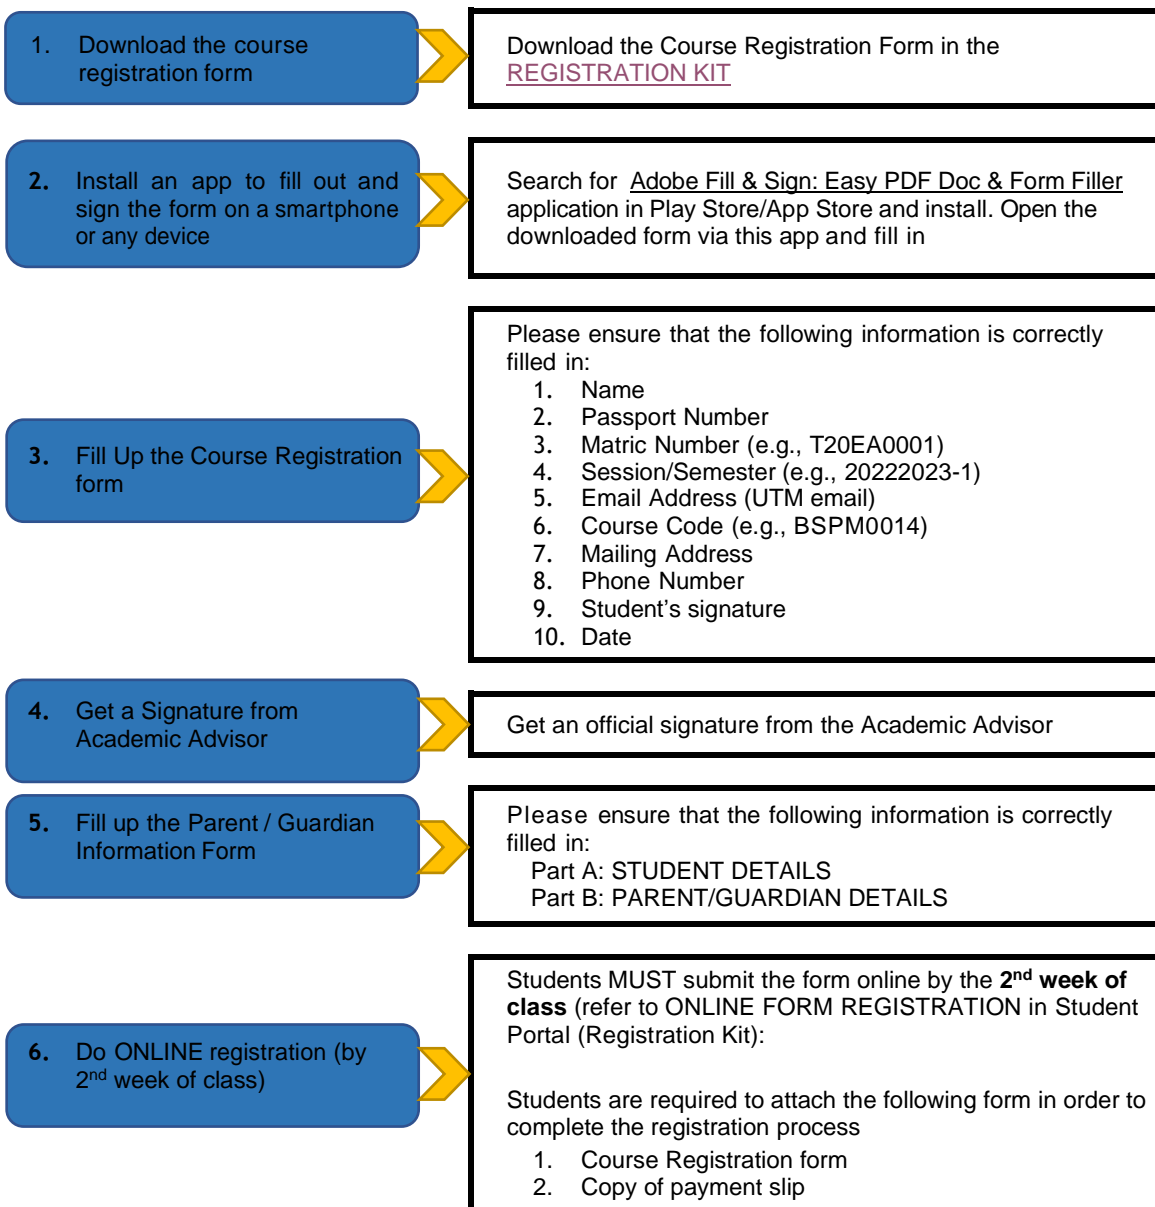 1. Download the course
registration form
Download the Course Registration Form in the
REGISTRATION KIT
2. Install an app to fill out and
sign the form on a smartphone
or any device
Search for Adobe Fill & Sign: Easy PDF Doc & Form Filler
application in Play Store/App Store and install. Open the
downloaded form via this app and fill in
3. Fill Up the Course Registration
form
Please ensure that the following information is correctly
filled in:
1. Name
2. Passport Number
3. Matric Number (e.g., T20EA0001)
4. Session/Semester (e.g., 20222023-1)
5. Email Address (UTM email)
6. Course Code (e.g., BSPM0014)
7. Mailing Address
8. Phone Number
9. Student’s signature
10. Date
4. Get a Signature from
Academic Advisor
Get an official signature from the Academic Advisor
5. Fill up the Parent / Guardian
Information Form
Please ensure that the following information is correctly
filled in:
Part A: STUDENT DETAILS
Part B: PARENT/GUARDIAN DETAILS
6. Do ONLINE registration (by
2nd week of class)
Students MUST submit the form online by the 2nd week of
class (refer to ONLINE FORM REGISTRATION in Student
Portal (Registration Kit):
Students are required to attach the following form in order to
complete the registration process
1. Course Registration form
2. Copy of payment slip